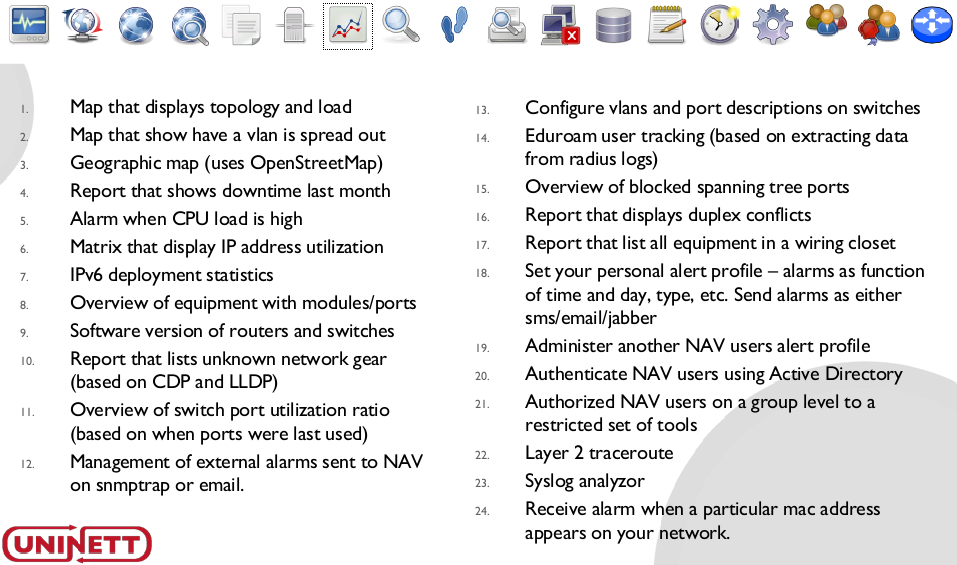 1. Map that displays topology and load
2. Map that show have a vlan is spread out
3. Geographic map (uses OpenStreetMap)
4. Report that shows downtime last month
5. Alarm when CPU load is high
6. Matrix that display IP address utilization
7. IPv6 deployment statistics
8. Overview of equipment with modules/ports
9. Software version of routers and switches
10. Report that lists unknown network gear
(based on CDP and LLDP)
11. Overview of switch port utilization ratio
(based on when ports were last used)
12. Management of external alarms sent to NAV
on snmptrap or email.
13. Configure vlans and port descriptions on switches
14. Eduroam user tracking (based on extracting data
from radius logs)
15. Overview of blocked spanning tree ports
16. Report that displays duplex conflicts
17. Report that list all equipment in a wiring closet
18. Set your personal alert profile – alarms as function
of time and day, type, etc. Send alarms as either
sms/email/jabber
19. Administer another NAV users alert profile
20. Authenticate NAV users using Active Directory
21. Authorized NAV users on a group level to a
restricted set of tools
22. Layer 2 traceroute
23. Syslog analyzor
24. Receive alarm when a particular mac address
appears on your network.
UNINETT